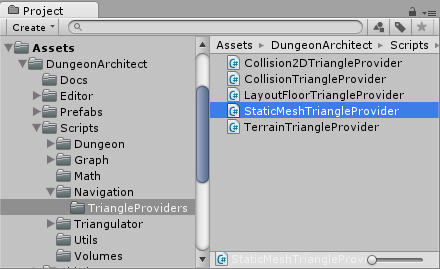 Project
Create
Assets
DungeonArchitect
Docs
Editor
Prefabs
Scripts
Dungeon
Graph
Math
Navigation
TriangleProviders
Triangulator
Utils
Volumes
Assets DungeonArchitect Scripts
Collision2DTriangleProvider
CollisionTriangleProvider
LayoutFloorTriangleProvider
StaticMeshTriangleProvider
TerrainTriangleProvider
StaticMeshTriangleProv